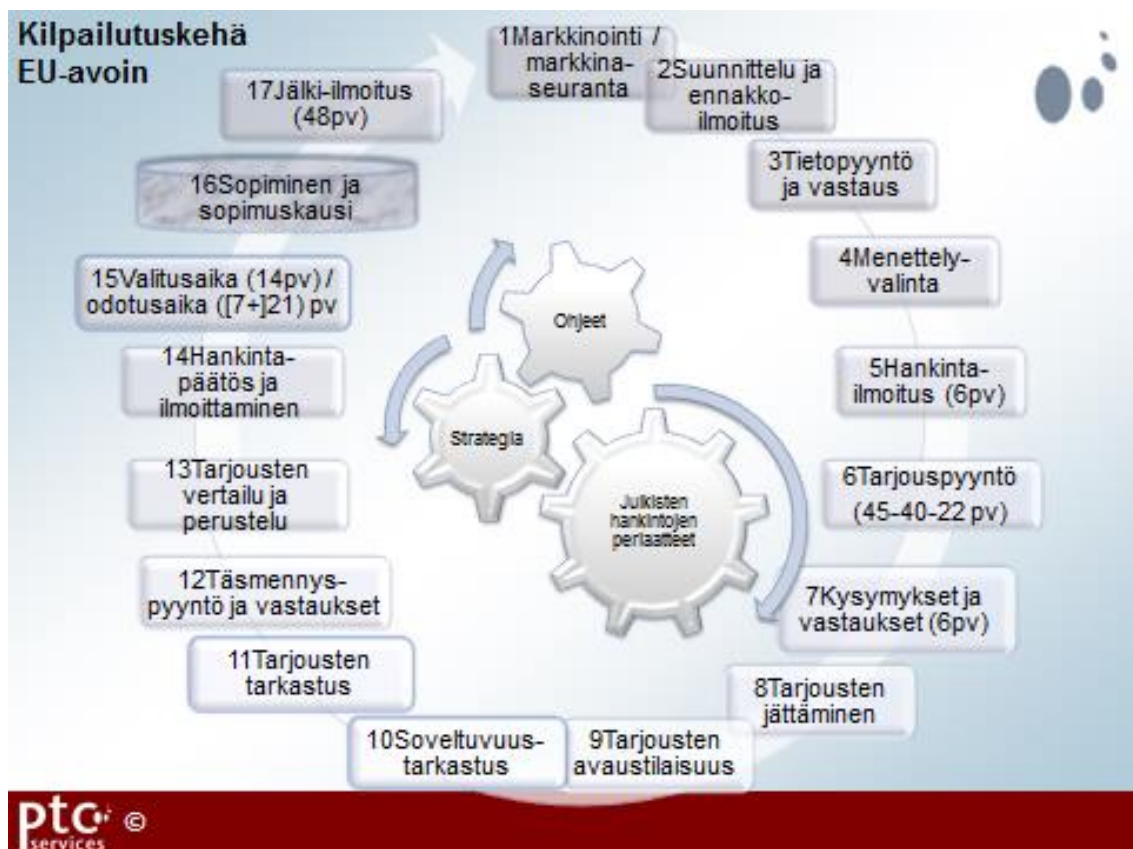 Kilpailutuskehä
EU-avoin
1Markkinointi /
markkina-
seuranta
2Suunnittelu ja
ennakko-
ilmoitus
3Tietopyyntö
ja vastaus
4Menettely-
valinta
5Hankinta-
ilmoitus (6pv)
6Tarjouspyyntö
(45-40-22 pv)
7Kysymykset ja
vastaukset (6pv)
8Tarjousten
jättäminen
9Tarjousten
avaustilaisuus
10Soveltuvuus-
tarkastus
11Tarjousten
tarkastus
12Täsmennys-
pyyntö ja vastaukset
13Tarjousten
vertailu ja
perustelu
14Hankinta-
päätös ja
ilmoittaminen
15Valitusaika (14pv) /
odotusaika ([7+]21) pv
16Sopiminen ja
sopimuskausi
17Jälki-ilmoitus
(48pv)
Ohjeet
Strategia
Julkisten
hankintojen
periaatteet
ptc ©
services